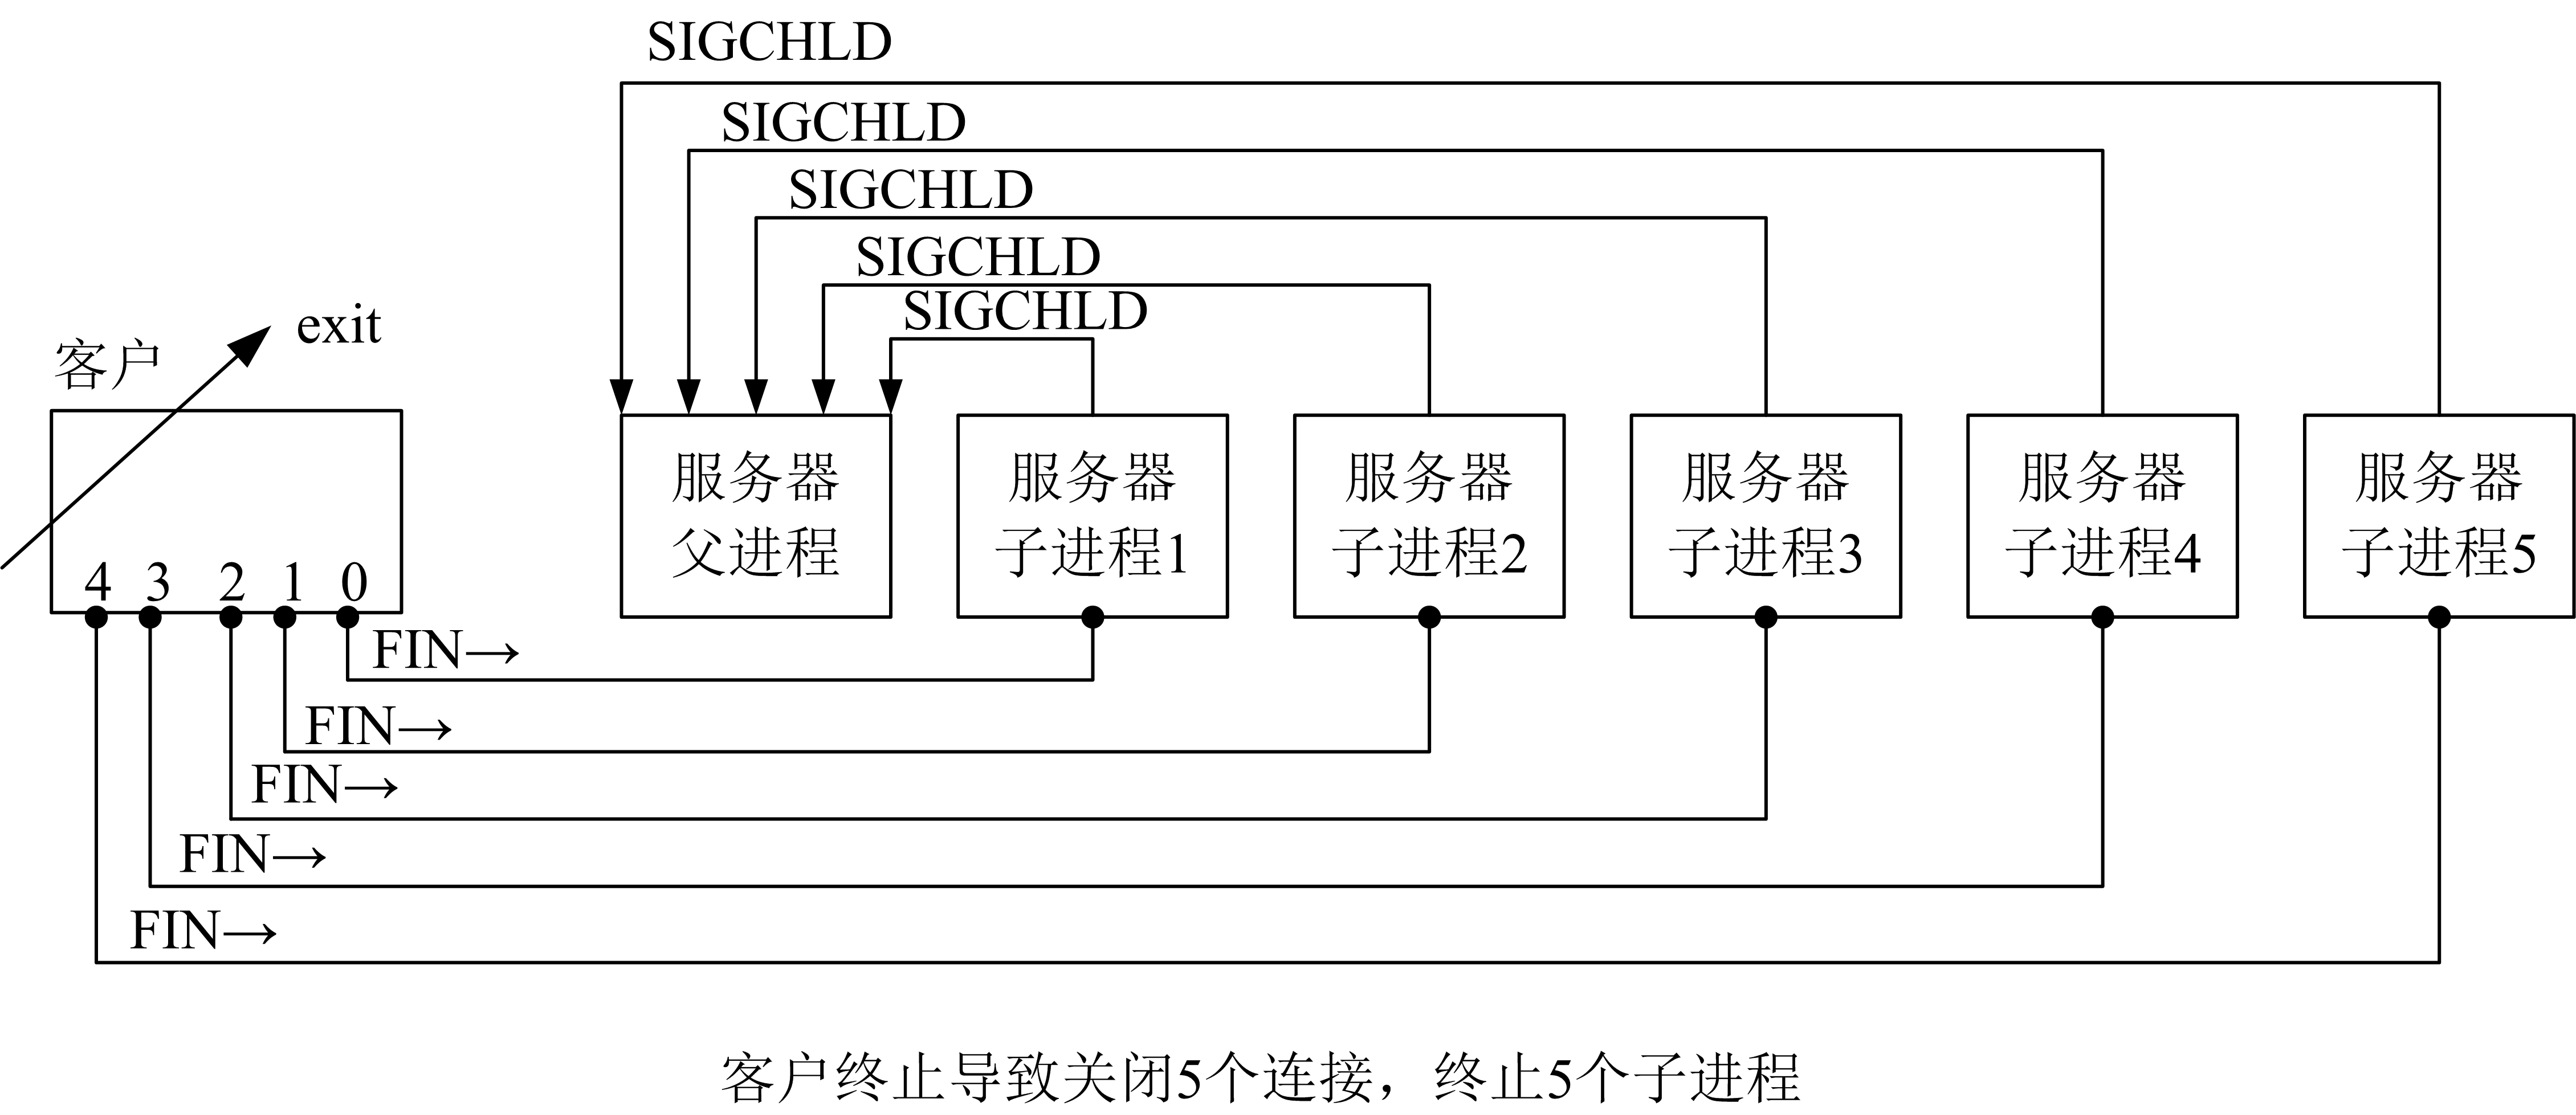 SIGCHLD
SIGCHLD
SIGCHLD
SIGCHLD
SIGCHLD
exit
客户
服务器
父进程
服务器
子进程1
服务器
子进程2
服务器
子进程3
服务器
子进程4
服务器
子进程5
4 3 2 1 0
FIN→
FIN→
FIN→
FIN→
FIN→
客户终止导致关闭5个连接，终止5个子进程